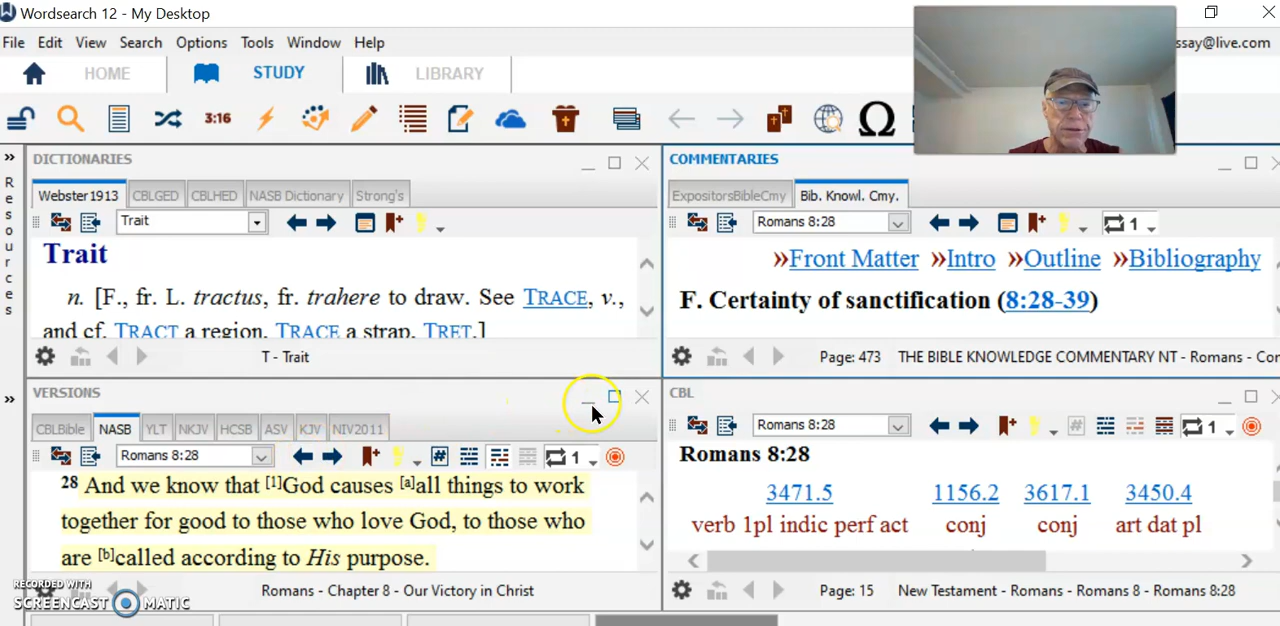 Wordsearch 12 - My Desktop
File Edit View Search Options Tools Window Help
ssay@live.com
HOME STUDY LIBRARY
3:16
»
Resources
»
DICTIONARIES
Webster1913 CBLGED CBLHED NASB Dictionary Strong's
Trait
Trait
n. [F., fr. L. tractus, fr. trahere to draw. See TRACE, v.,
and cf. TRACT a region, TRACE a strap, TRET.]
T - Trait
COMMENTARIES
ExpositorsBibleCmy Bib. Knowl. Cmy.
Romans 8:28
1
»Front Matter »Intro »Outline »Bibliography
F. Certainty of sanctification (8:28-39)
Page: 473 THE BIBLE KNOWLEDGE COMMENTARY NT - Romans - Cor
VERSIONS
CBLBible NASB YLT NKJV HCSB ASV KJV NIV2011
Romans 8:28
# 1
28 And we know that [1]God causes [a]all things to work
together for good to those who love God, to those who
are [b]called according to His purpose.
Romans - Chapter 8 - Our Victory in Christ
CBL
Romans 8:28
# 1
Romans 8:28
3471.5 1156.2 3617.1 3450.4
verb 1pl indic perf act conj conj art dat pl
Page: 15 New Testament - Romans - Romans 8 - Romans 8:28
RECORDED WITH
SCREENCAST MATIC